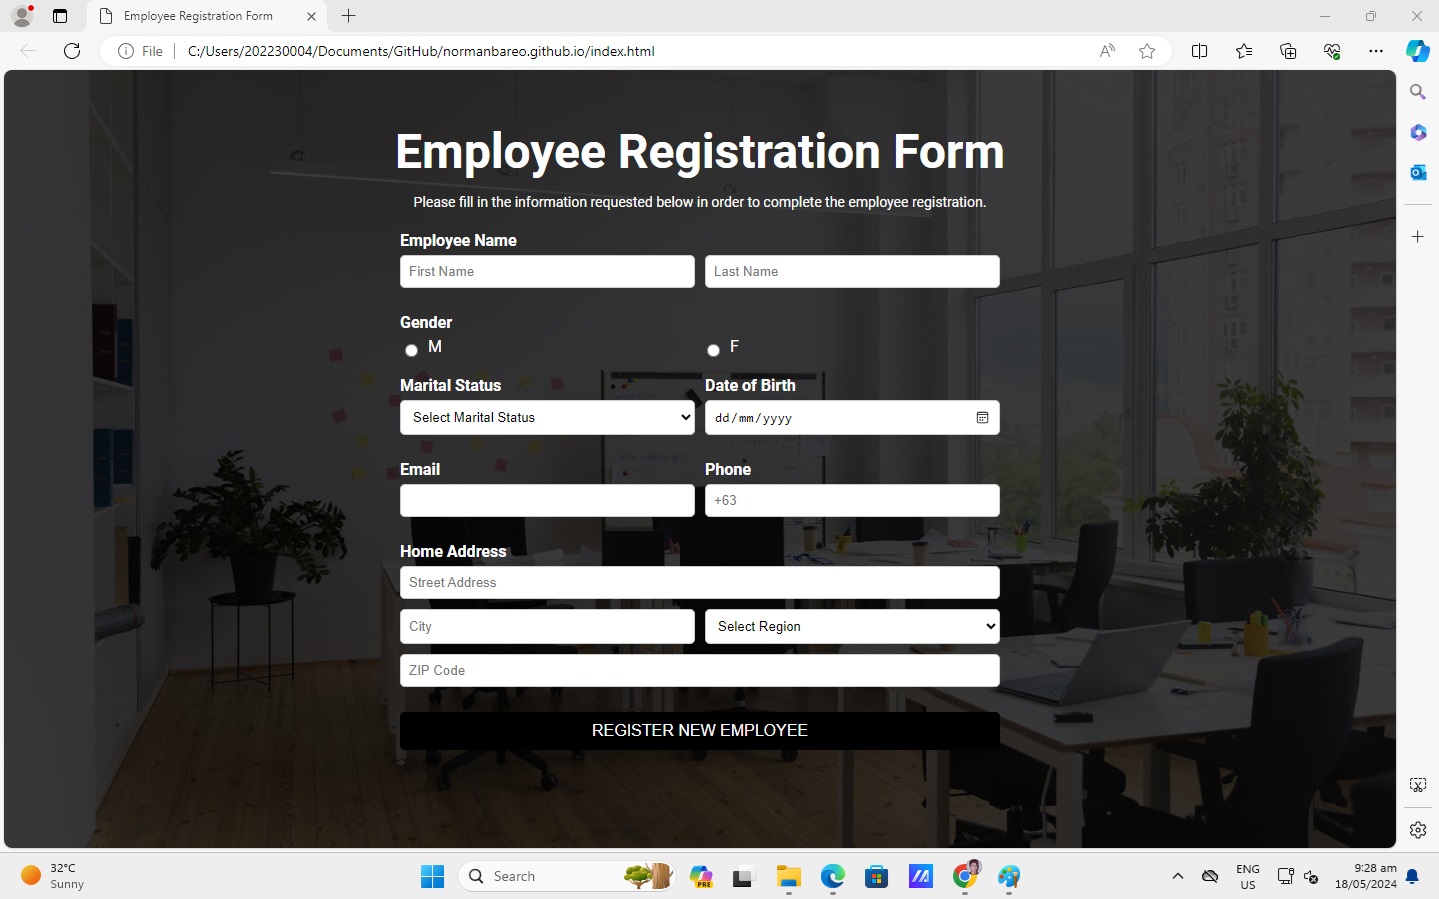 Employee Registration Form
File
C:/Users/202230004/Documents/GitHub/normanbareo.github.io/index.html
Employee Registration Form
Please fill in the information requested below in order to complete the employee registration.
Employee Name
First Name Last Name
Gender
M F
Marital Status Date of Birth
Select Marital Status dd/mm/yyyy
Email Phone
+63
Home Address
Street Address
City Select Region
ZIP Code
REGISTER NEW EMPLOYEE
32°C
Sunny
Search
PRE
ENG
US
9:28 am
18/05/2024